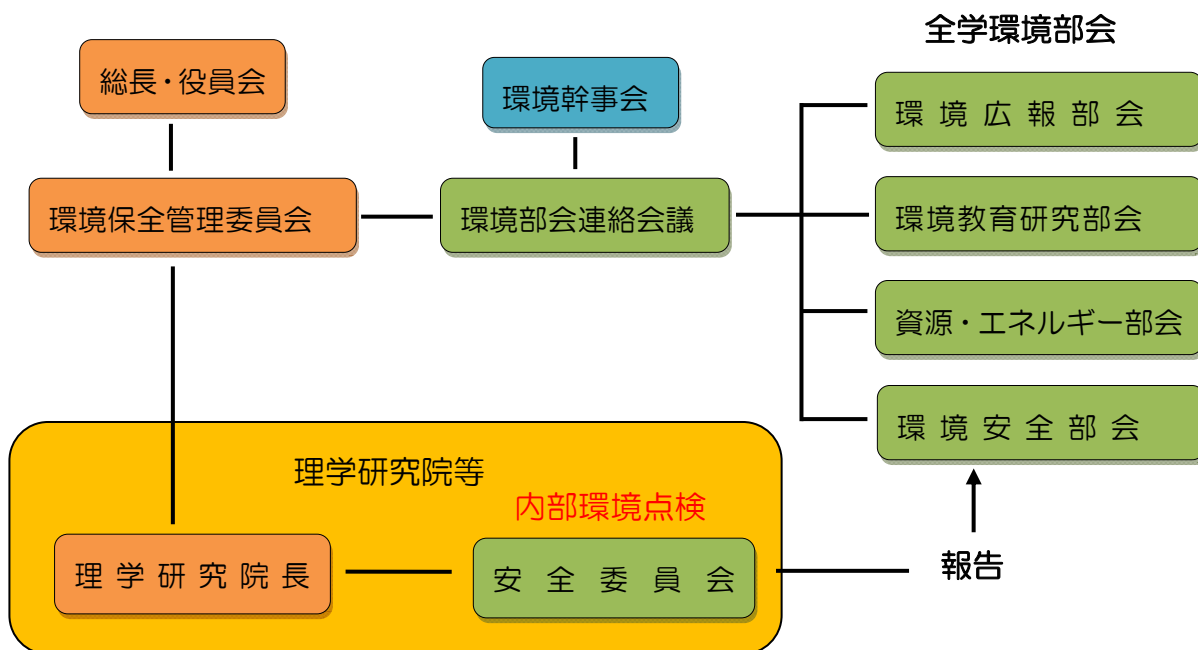 全学環境部会
総長・役員会
環境幹事会
環境広報部会
環境保全管理委員会
環境部会連絡会議
環境教育研究部会
資源・エネルギー部会
環境安全部会
理学研究院等
内部環境点検
理学研究院長
安全委員会
報告